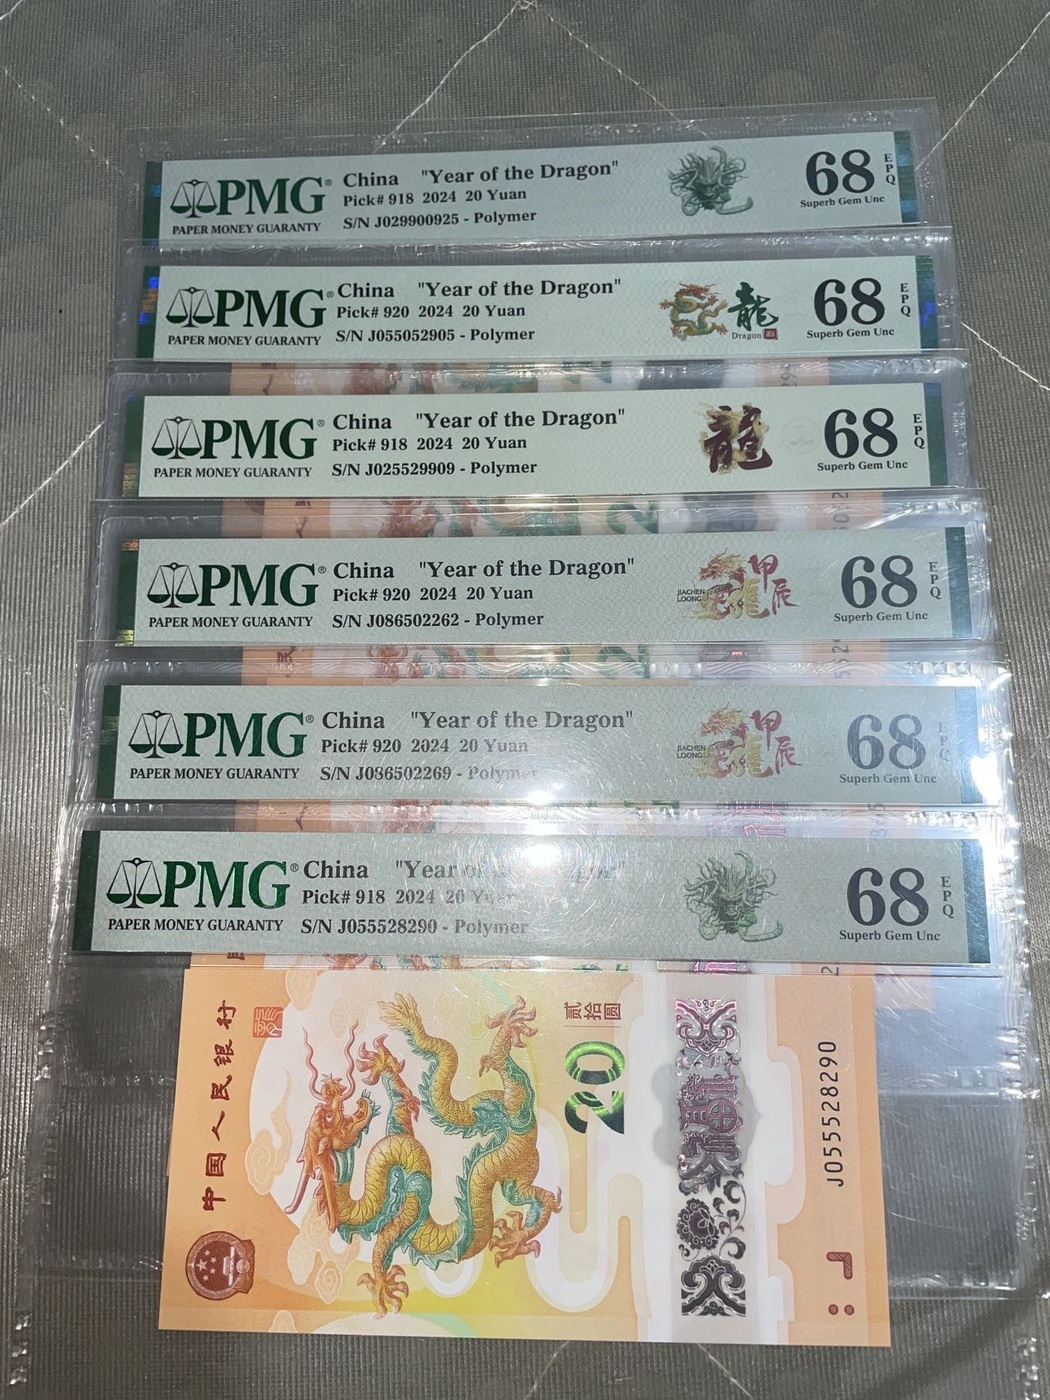 PMG®
PAPER MONEY GUARANTY
China "Year of the Dragon"
Pick# 918 2024 20 Yuan
S/N J029900925 - Polymer
68 EPQ
Superb Gem Unc
PMG®
PAPER MONEY GUARANTY
China "Year of the Dragon"
Pick# 920 2024 20 Yuan
S/N J055052905 - Polymer
龍
Dragon
68 EPQ
Superb Gem Unc
PMG®
PAPER MONEY GUARANTY
China "Year of the Dragon"
Pick# 918 2024 20 Yuan
S/N J025529909 - Polymer
龍
68 EPQ
Superb Gem Unc
PMG®
PAPER MONEY GUARANTY
China "Year of the Dragon"
Pick# 920 2024 20 Yuan
S/N J086502262 - Polymer
JIACHEN
LOONG
甲辰
68 EPQ
Superb Gem Unc
PMG®
PAPER MONEY GUARANTY
China "Year of the Dragon"
Pick# 920 2024 20 Yuan
S/N J086502269 - Polymer
JIACHEN
LOONG
甲辰
68 EPQ
Superb Gem Unc
PMG®
PAPER MONEY GUARANTY
China "Year of
Pick# 918 2024 20 Yuan
S/N J055528290 - Polymer
68 EPQ
Superb Gem Unc
中国人民银行
贰拾圆
20
J055528290